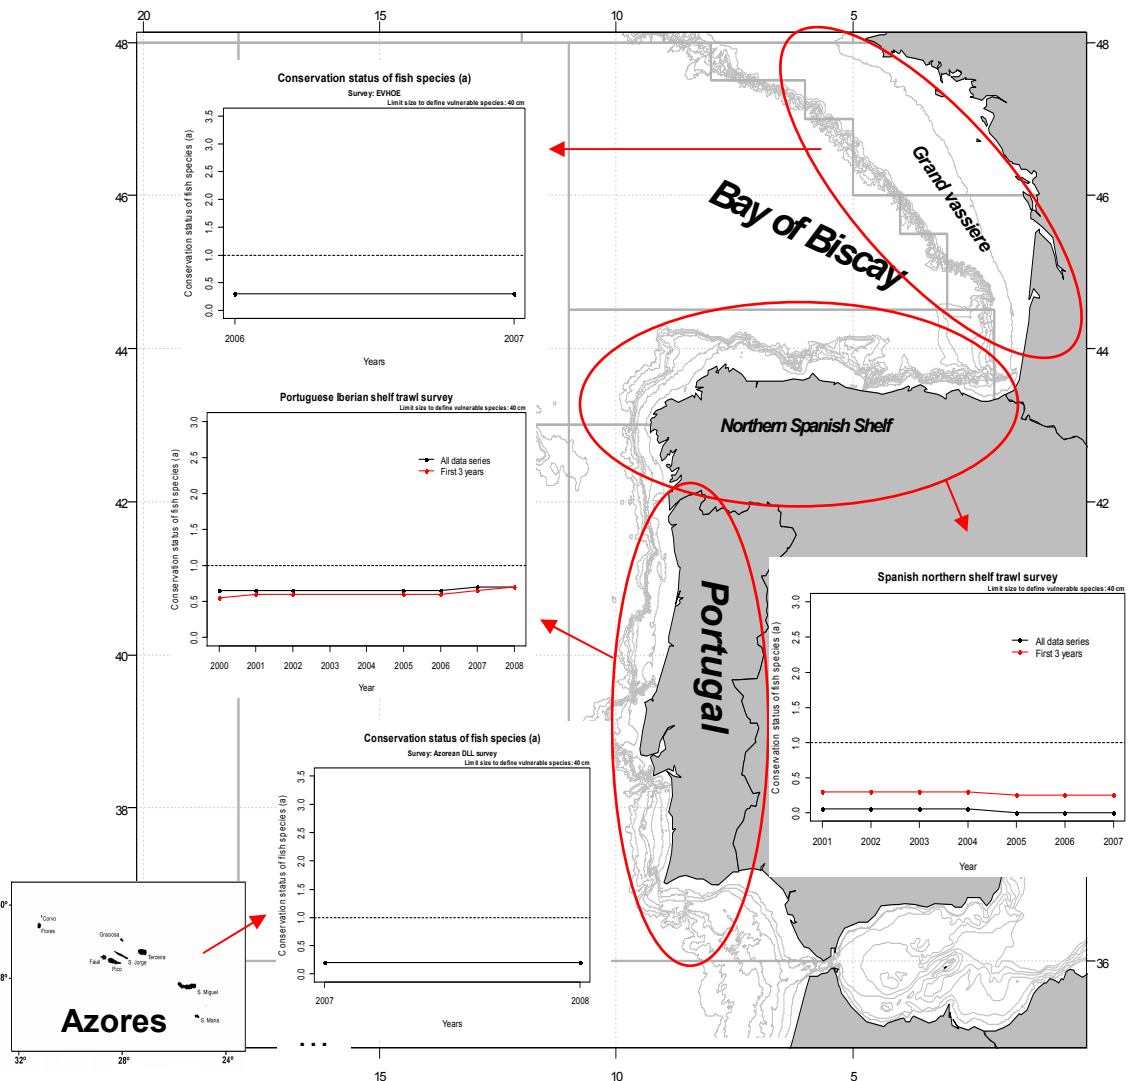 20
15
10
5
48
48
Conservation status of fish species (a)
Survey: EVHOE
Limit size to define vulnerable species: 40 cm
Conservation status of fish species (a)
3.5
3.0
2.5
2.0
1.5
1.0
0.5
0.0
2006
2007
Years
Grand vassiere
Bay of Biscay
46
46
44
44
Portuguese Iberian shelf trawl survey
Limit size to define vulnerable species: 40 cm
Conservation status of fish species (a)
3.0
2.5
2.0
1.5
1.0
0.5
0.0
All data series
First 3 years
2000 2001 2002 2003 2004 2005 2006 2007 2008
Year
Northern Spanish Shelf
42
42
Portugal
Spanish northern shelf trawl survey
Limit size to define vulnerable species: 40 cm
Conservation status of fish species (a)
3.0
2.5
2.0
1.5
1.0
0.5
0.0
All data series
First 3 years
2001 2002 2003 2004 2005 2006 2007
Year
40
38
Conservation status of fish species (a)
Survey: Azorean DLL survey
Limit size to define vulnerable species: 40 cm
Conservation status of fish species (a)
3.5
3.0
2.5
2.0
1.5
1.0
0.5
0.0
2007
2008
Years
...
36
0º
8º
Corvo
Flores
Graciosa
Terceira
Faial
Pico
S. Jorge
S. Miguel
S. Maria
Azores
32º
28º
24º
15
10
5